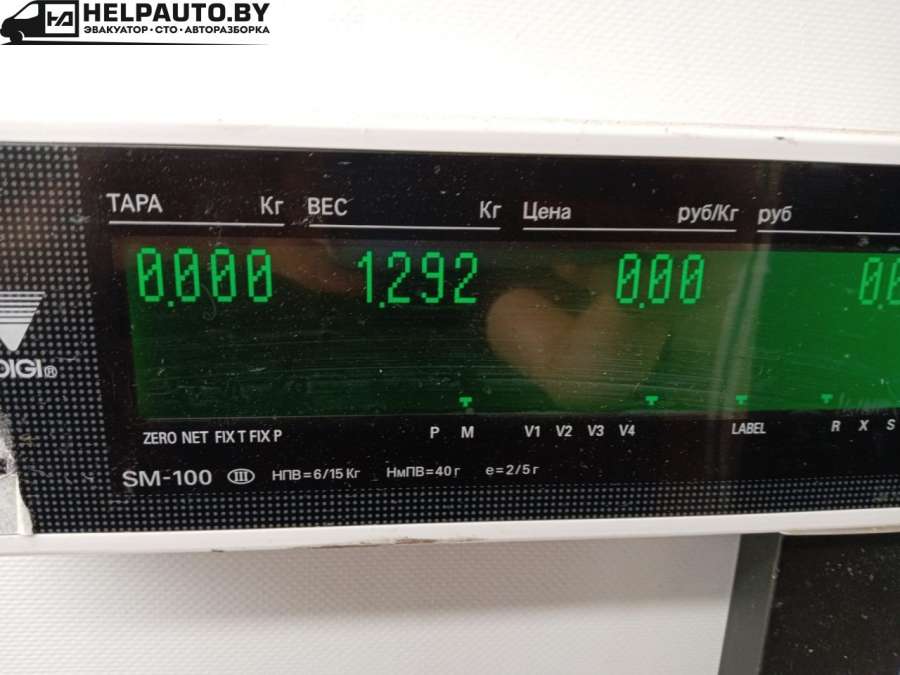 HELPAUTO.BY
ЭВАКУАТОР • СТО • АВТОРАЗБОРКА
ТАРА Кг ВЕС Кг Цена руб/Кг руб
0.000 1.292 0.00
DIGI®
ZERO NET FIX T FIX P P M V1 V2 V3 V4 LABEL R X S
SM-100 III НПВ=6/15 Кг НмПВ=40 г e=2/5 г